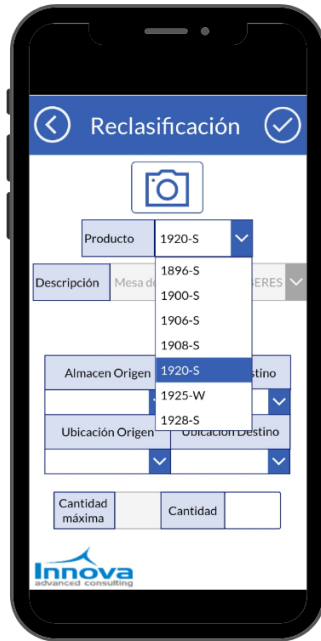 Reclasificación
Producto 1920-S
1896-S
Descripción Mesa de BERES
1900-S
1906-S
1908-S
1920-S
Almacen Origen stino
1925-W
1928-S
Ubicación Origen Ubicación Destino
Cantidad máxima
Cantidad
Innova
advanced consulting